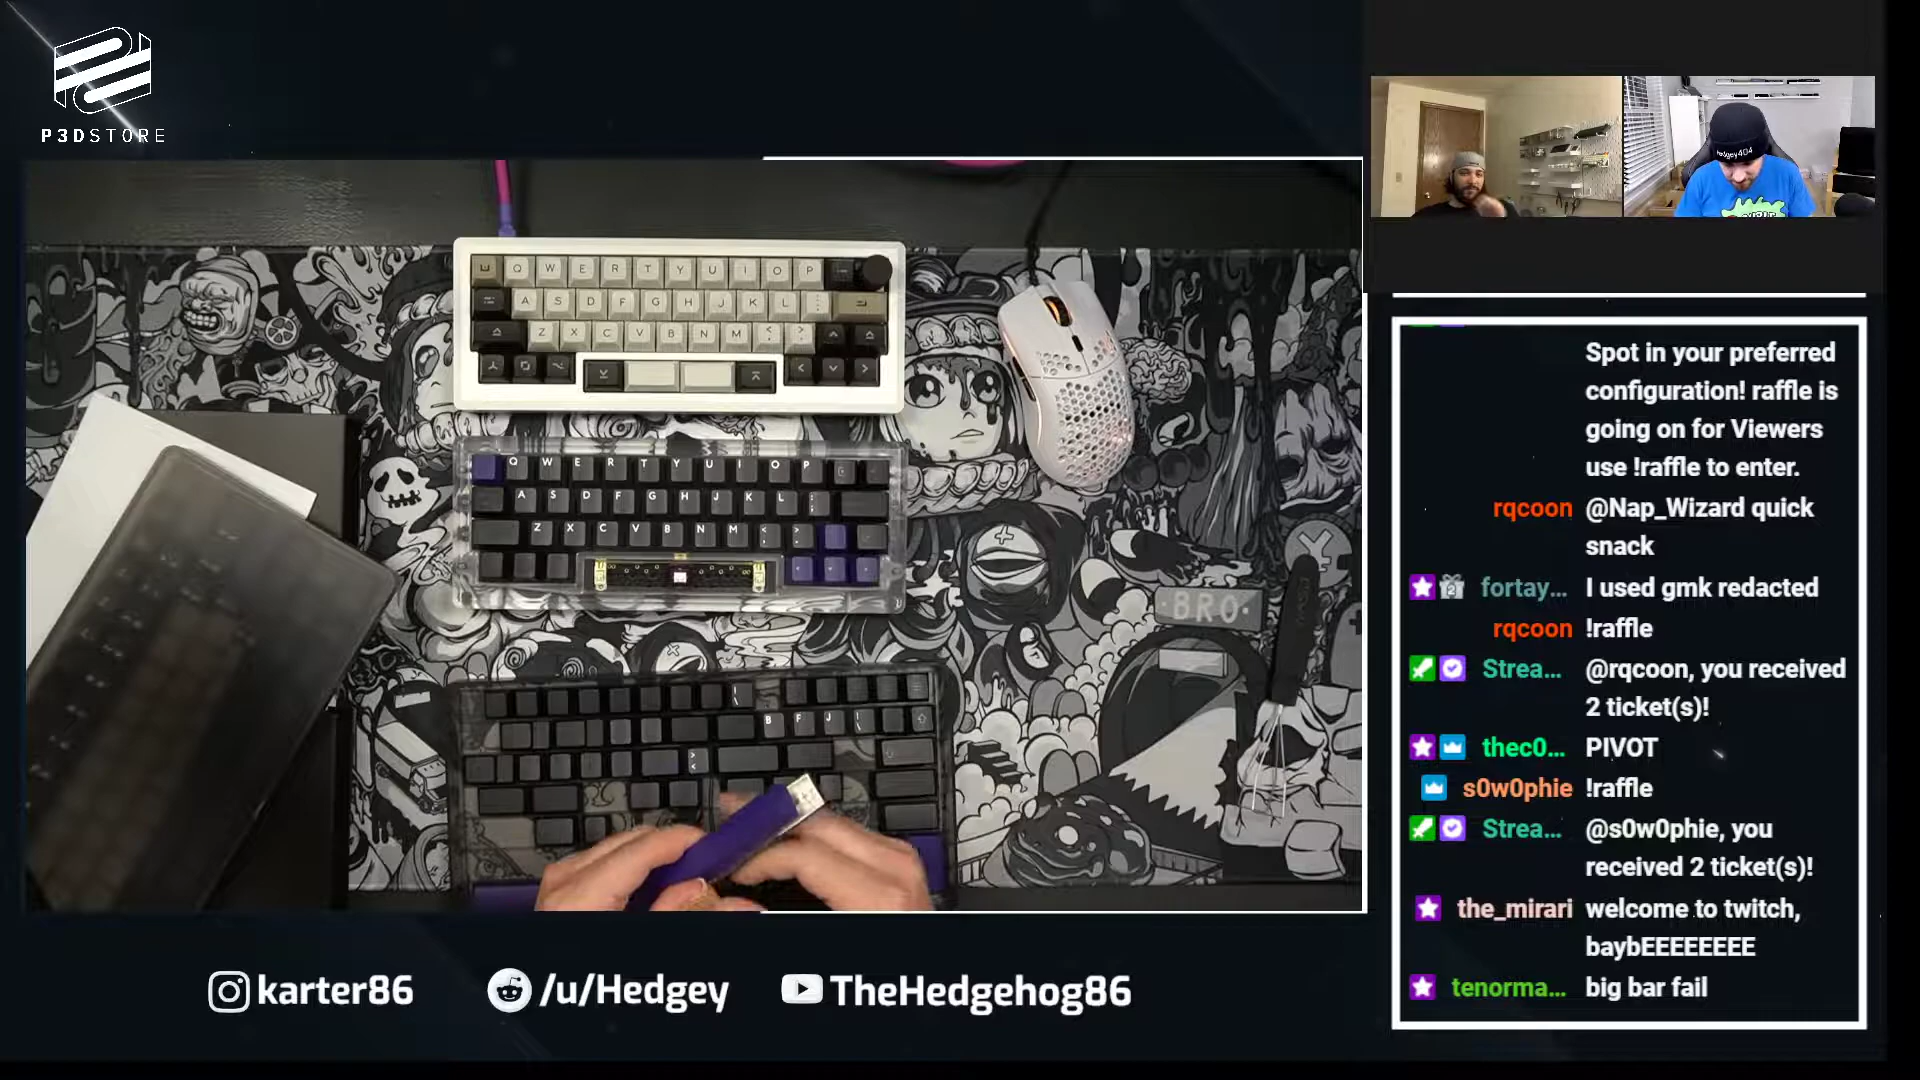 P3DSTORE
hedgey404
Q W E R T Y U I O P
A S D F G H J K L
Z X C V B N M
Q W E R T Y U I O P
A S D F G H J K L
Z X C V B N M
BRO
B F J
Spot in your preferred
configuration! raffle is
going on for Viewers
use !raffle to enter.
rqcoon @Nap_Wizard quick
snack
fortay... I used gmk redacted
rqcoon !raffle
Strea... @rqcoon, you received
2 ticket(s)!
thec0... PIVOT
s0w0phie !raffle
Strea... @s0w0phie, you
received 2 ticket(s)!
the_mirari welcome to twitch,
baybEEEEEEEE
tenorma... big bar fail
karter86 /u/Hedgey TheHedgehog86